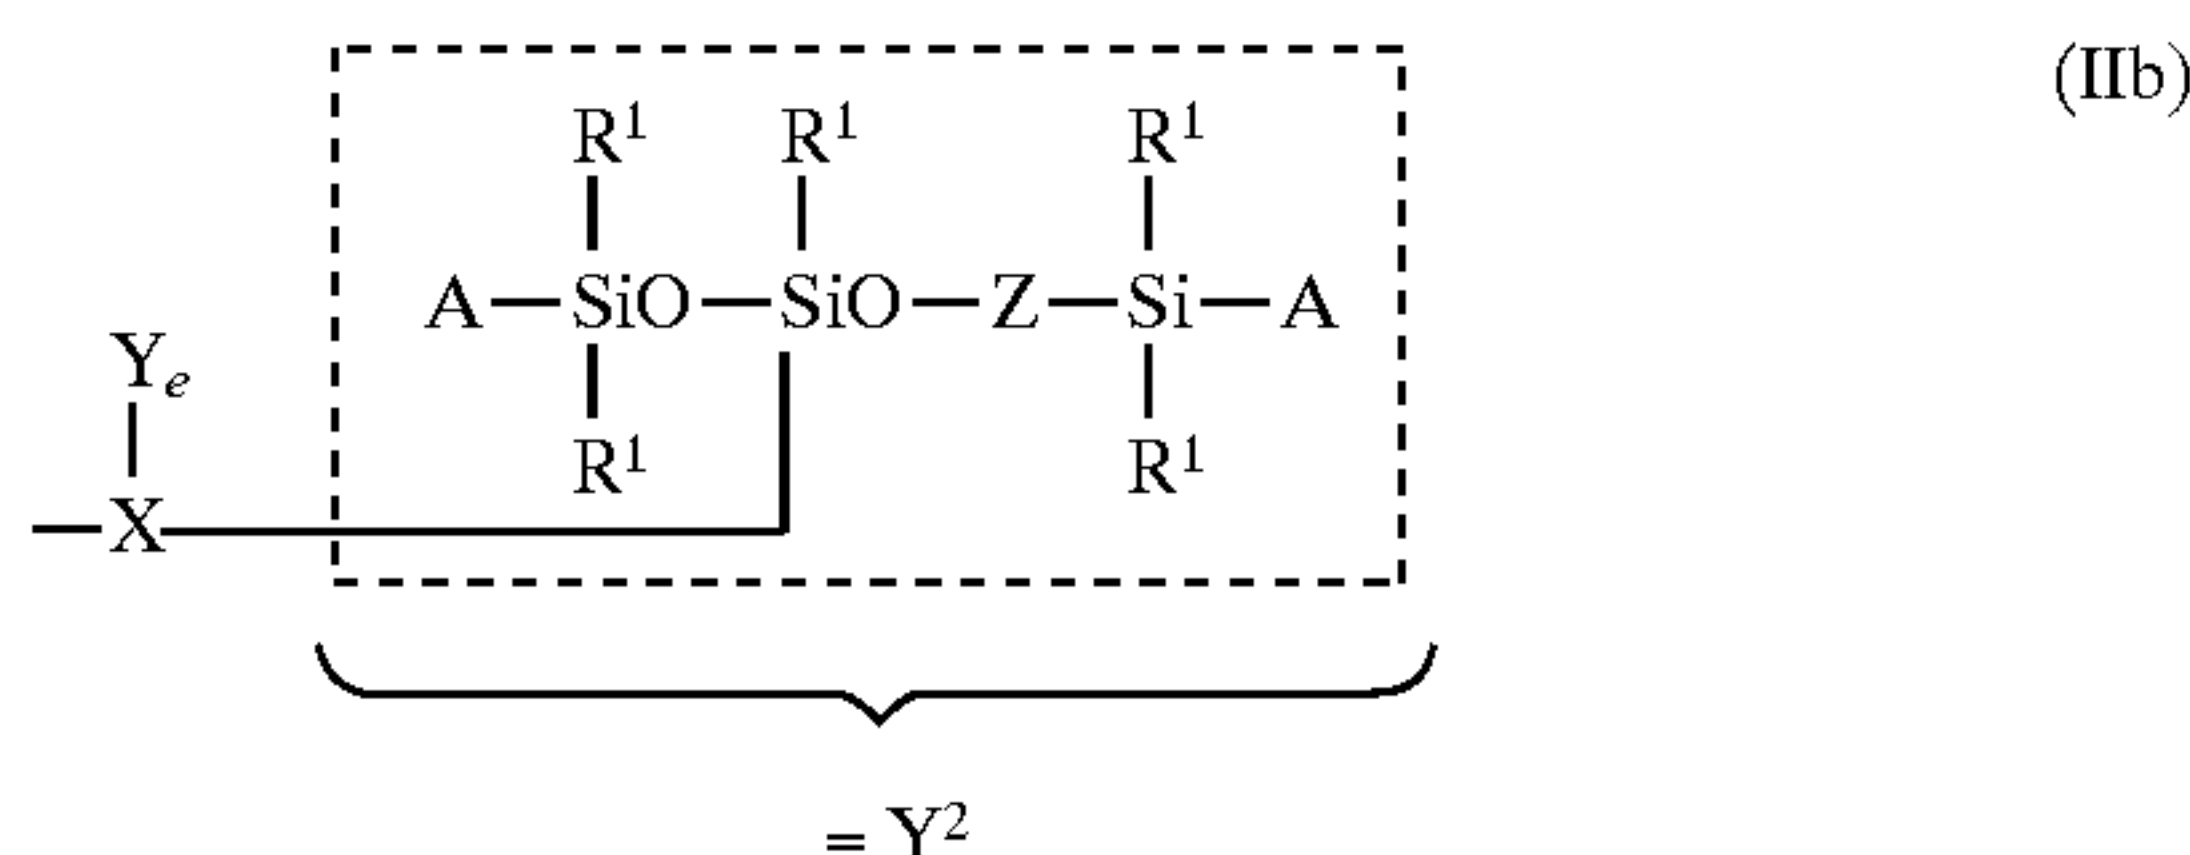 (IIb)
R¹ R¹ R¹
A—SiO—SiO—Z—Si—A
Yₑ
R¹ R¹
—X
= Y²